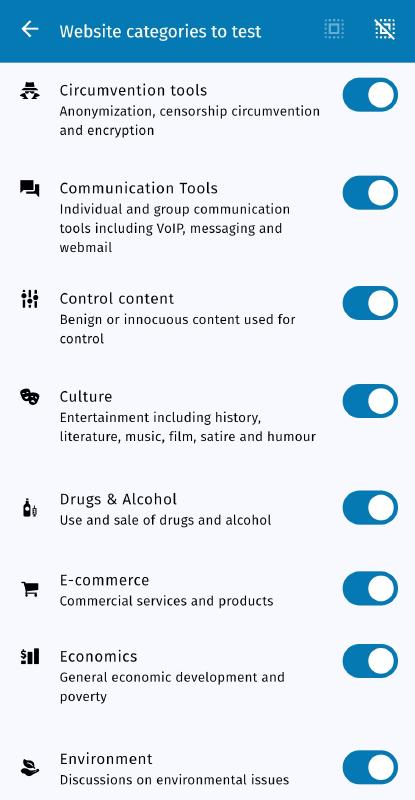 Website categories to test
Circumvention tools
Anonymization, censorship circumvention
and encryption
Communication Tools
Individual and group communication
tools including VoIP, messaging and
webmail
Control content
Benign or innocuous content used for
control
Culture
Entertainment including history,
literature, music, film, satire and humour
Drugs & Alcohol
Use and sale of drugs and alcohol
E-commerce
Commercial services and products
Economics
General economic development and
poverty
Environment
Discussions on environmental issues